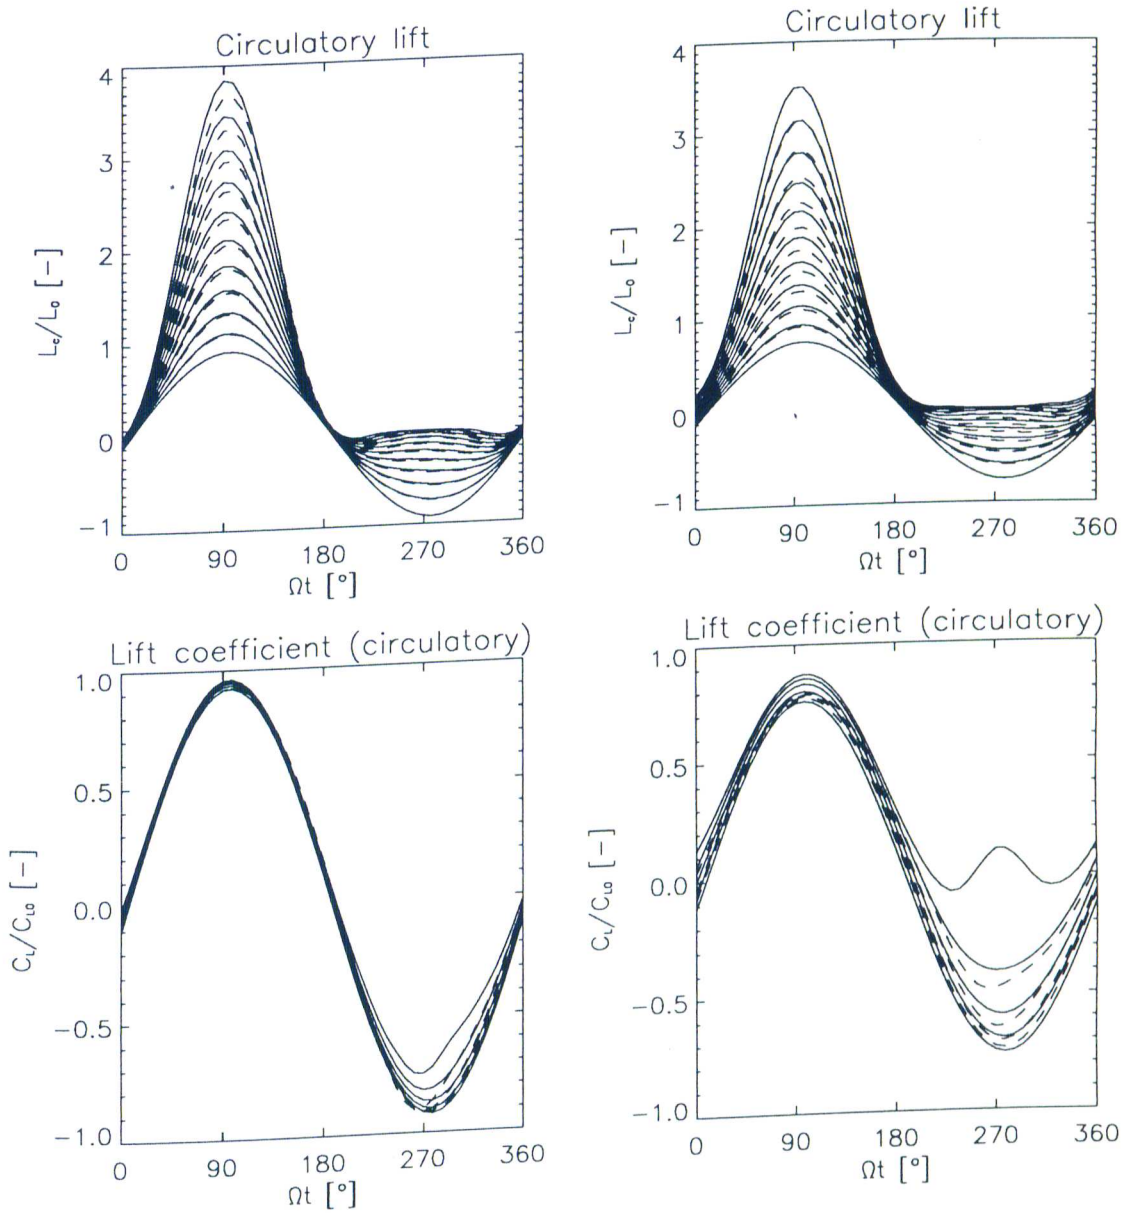 Circulatory lift
4
3
2
1
0
−1
L_c/L_0 [−]
0 90 180 270 360
Ωt [°]
Circulatory lift
4
3
2
1
0
−1
L_c/L_0 [−]
0 90 180 270 360
Ωt [°]
Lift coefficient (circulatory)
1.0
0.5
0.0
−0.5
−1.0
C_L/C_L0 [−]
0 90 180 270 360
Ωt [°]
Lift coefficient (circulatory)
1.0
0.5
0.0
−0.5
−1.0
C_L/C_L0 [−]
0 90 180 270 360
Ωt [°]